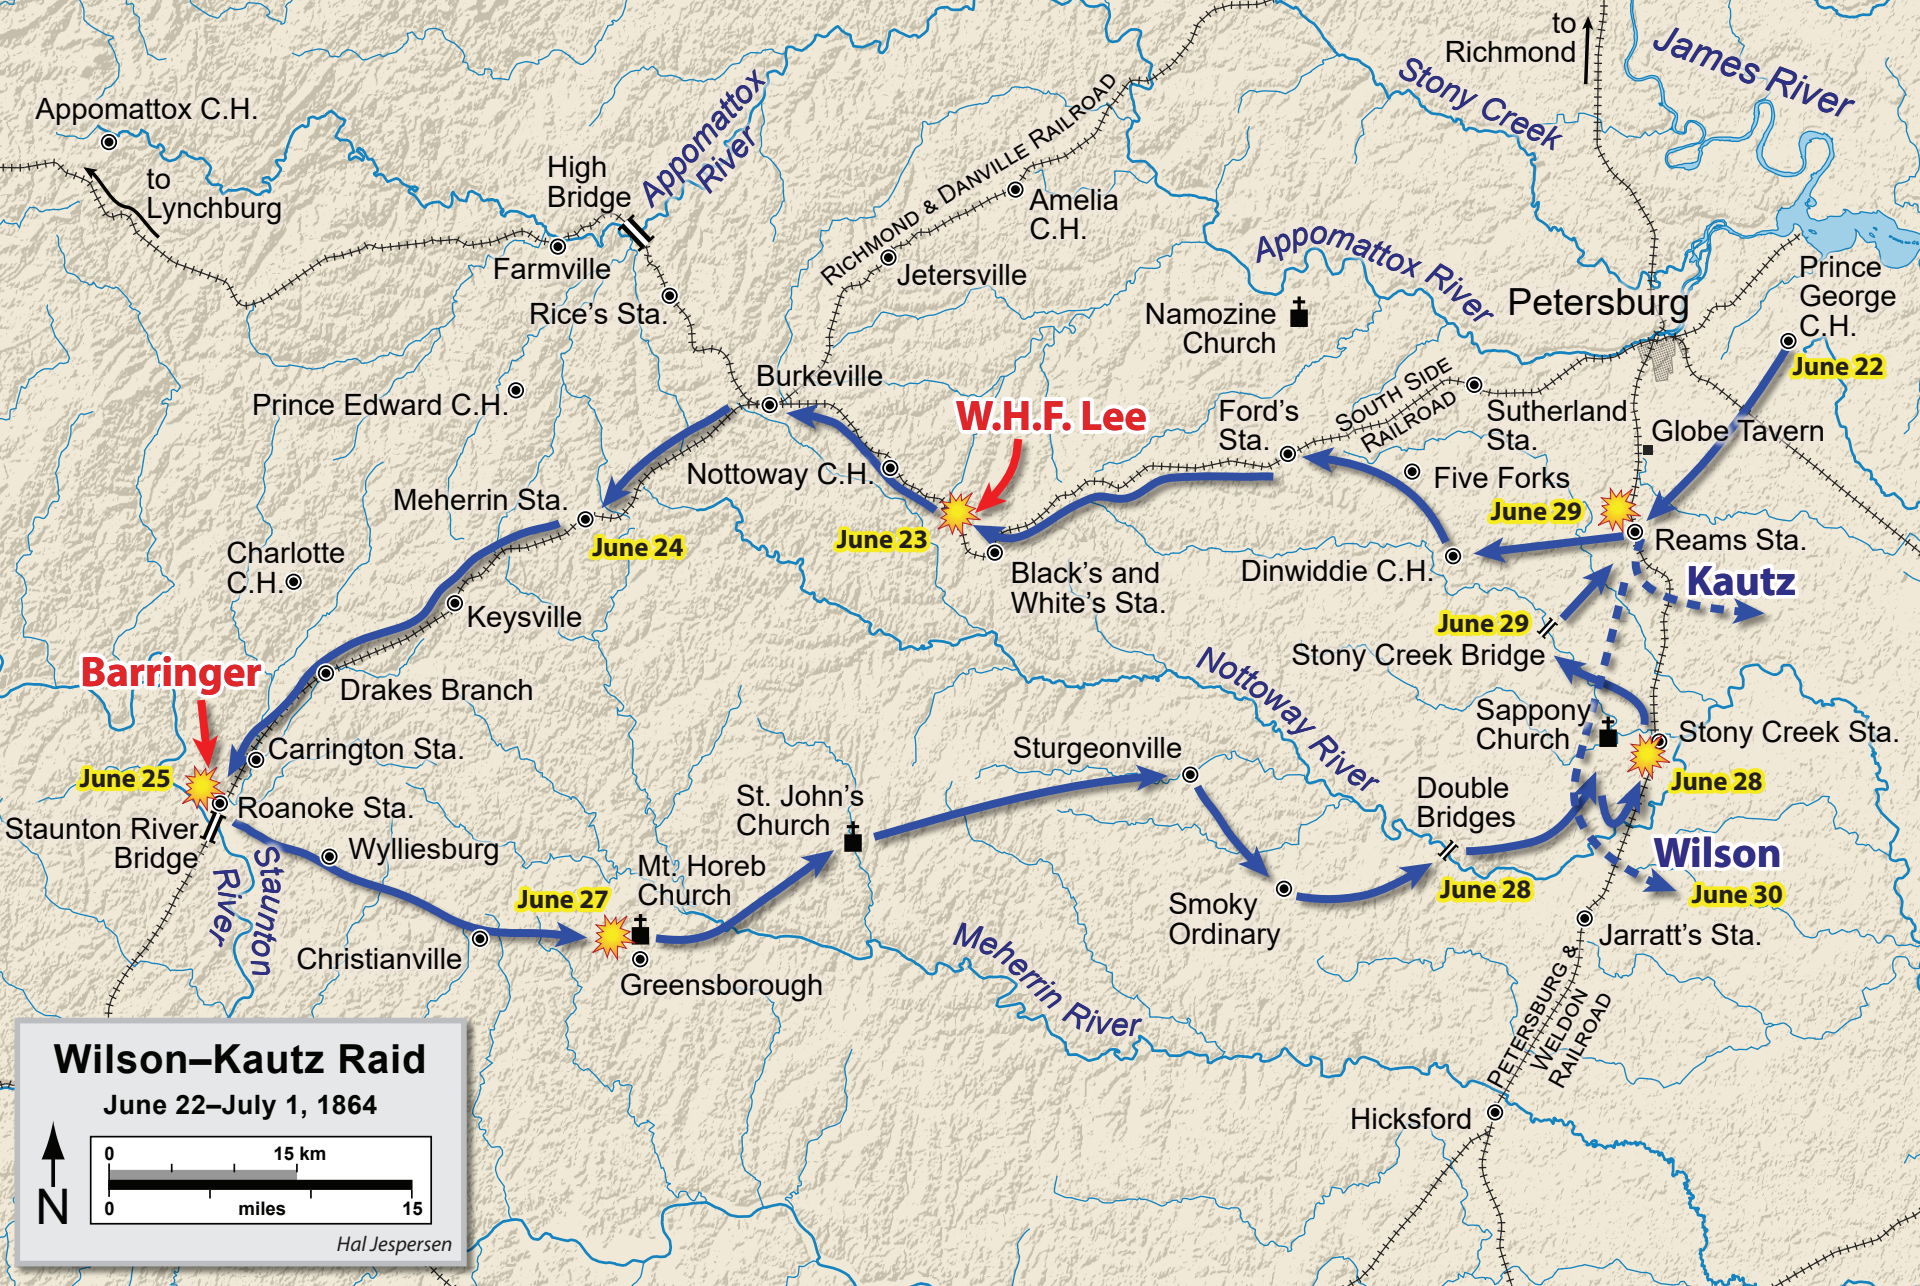 to
Richmond
James River
Stony Creek
Appomattox C.H.
to
Lynchburg
High
Bridge
Appomattox
River
RICHMOND & DANVILLE RAILROAD
Amelia
C.H.
Farmville
Jetersville
Rice's Sta.
Appomattox River
Namozine
Church
Petersburg
Prince
George
C.H.
June 22
Burkeville
Prince Edward C.H.
W.H.F. Lee
Ford's
Sta.
SOUTH SIDE
RAILROAD
Sutherland
Sta.
Globe Tavern
Nottoway C.H.
Five Forks
Meherrin Sta.
June 29
June 23
June 24
Reams Sta.
Charlotte
C.H.
Black's and
White's Sta.
Dinwiddie C.H.
Kautz
Keysville
June 29
Stony Creek Bridge
Barringer
Drakes Branch
Nottoway River
Sappony
Church
Stony Creek Sta.
Carrington Sta.
Sturgeonville
June 25
June 28
Roanoke Sta.
St. John's
Church
Double
Bridges
Staunton River
Bridge
Wylliesburg
Wilson
Mt. Horeb
Church
June 28
June 30
June 27
Staunton
River
Smoky
Ordinary
Jarratt's Sta.
Christianville
Greensborough
Meherrin River
PETERSBURG &
WELDON
RAILROAD
Hicksford
Wilson–Kautz Raid
June 22–July 1, 1864
0 15 km
0 miles 15
N
Hal Jespersen